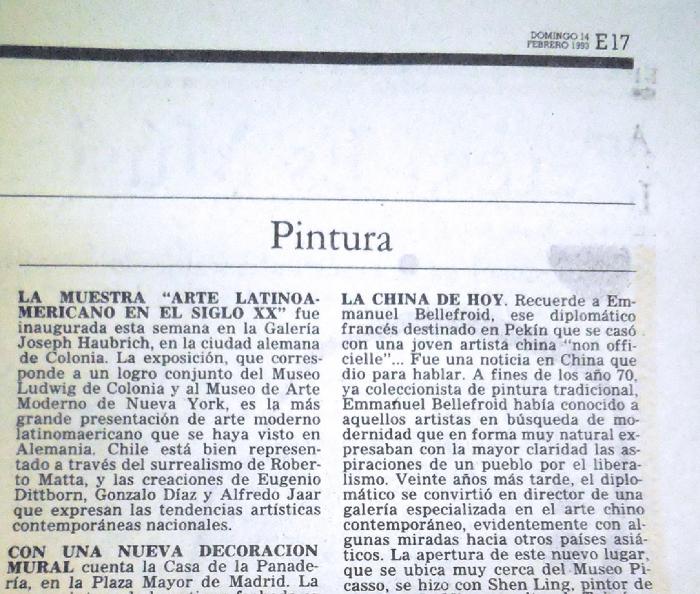 DOMINGO 14
FEBRERO 1993 E17
Pintura
LA MUESTRA "ARTE LATINOA-
MERICANO EN EL SIGLO XX" fue
inaugurada esta semana en la Galería
Joseph Haubrich, en la ciudad alemana
de Colonia. La exposición, que corres-
ponde a un logro conjunto del Museo
Ludwig de Colonia y al Museo de Arte
Moderno de Nueva York, es la más
grande presentación de arte moderno
latinomaericano que se haya visto en
Alemania. Chile está bien represen-
tado a través del surrealismo de Rober-
to Matta, y las creaciones de Eugenio
Dittborn, Gonzalo Díaz y Alfredo Jaar
que expresan las tendencias artísticas
contemporáneas nacionales.
CON UNA NUEVA DECORACION
MURAL cuenta la Casa de la Panade-
ría, en la Plaza Mayor de Madrid. La
LA CHINA DE HOY. Recuerde a Em-
manuel Bellefroid, ese diplomático
francés destinado en Pekín que se casó
con una joven artista china "non offi-
cielle"... Fue una noticia en China que
dio para hablar. A fines de los año 70,
ya coleccionista de pintura tradicional,
Emmanuel Bellefroid había conocido a
aquellos artistas en búsqueda de mo-
dernidad que en forma muy natural ex-
presaban con la mayor claridad las as-
piraciones de un pueblo por el libera-
lismo. Veinte años más tarde, el diplo-
mático se convirtió en director de una
galería especializada en el arte chino
contemporáneo, evidentemente con al-
gunas miradas hacia otros países asiá-
ticos. La apertura de este nuevo lugar,
que se ubica muy cerca del Museo Pi-
casso, se hizo con Shen Ling, pintor de